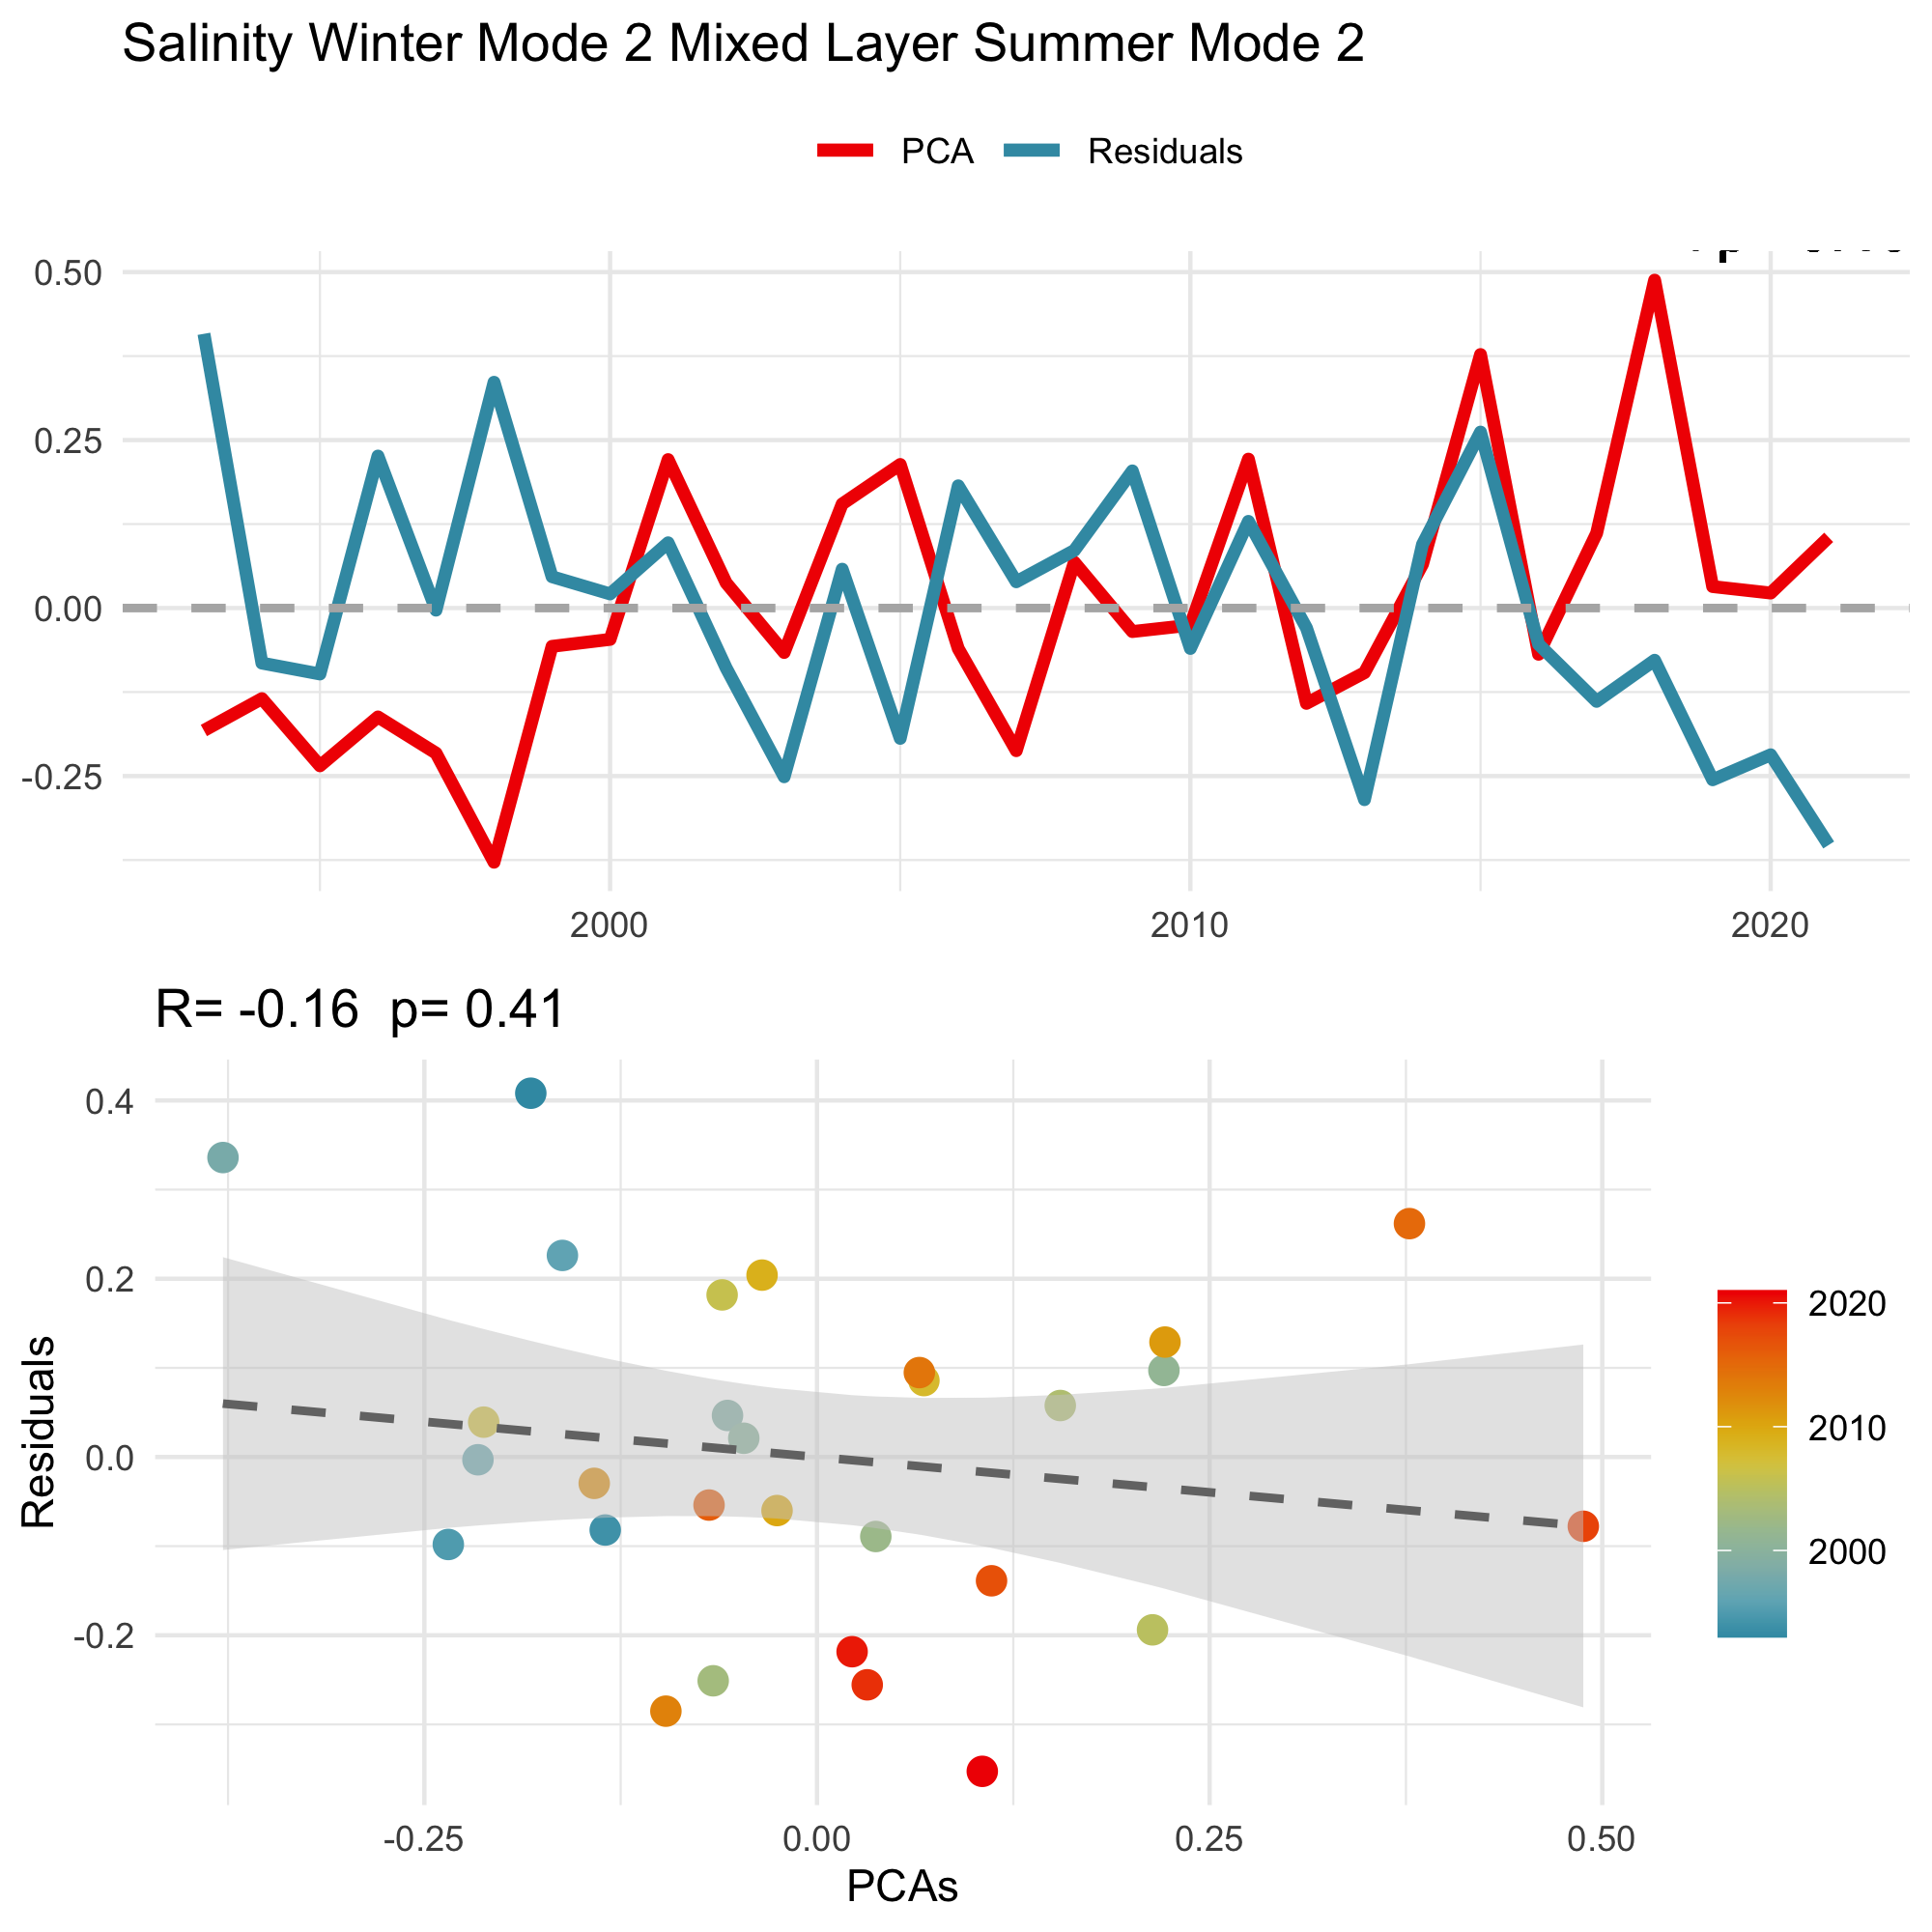 Salinity Winter Mode 2 Mixed Layer Summer Mode 2
PCA Residuals
0.50
0.25
0.00
-0.25
2000 2010 2020
R= -0.16 p= 0.41
Residuals
0.4
0.2
0.0
-0.2
-0.25 0.00 0.25 0.50
PCAs
2020
2010
2000